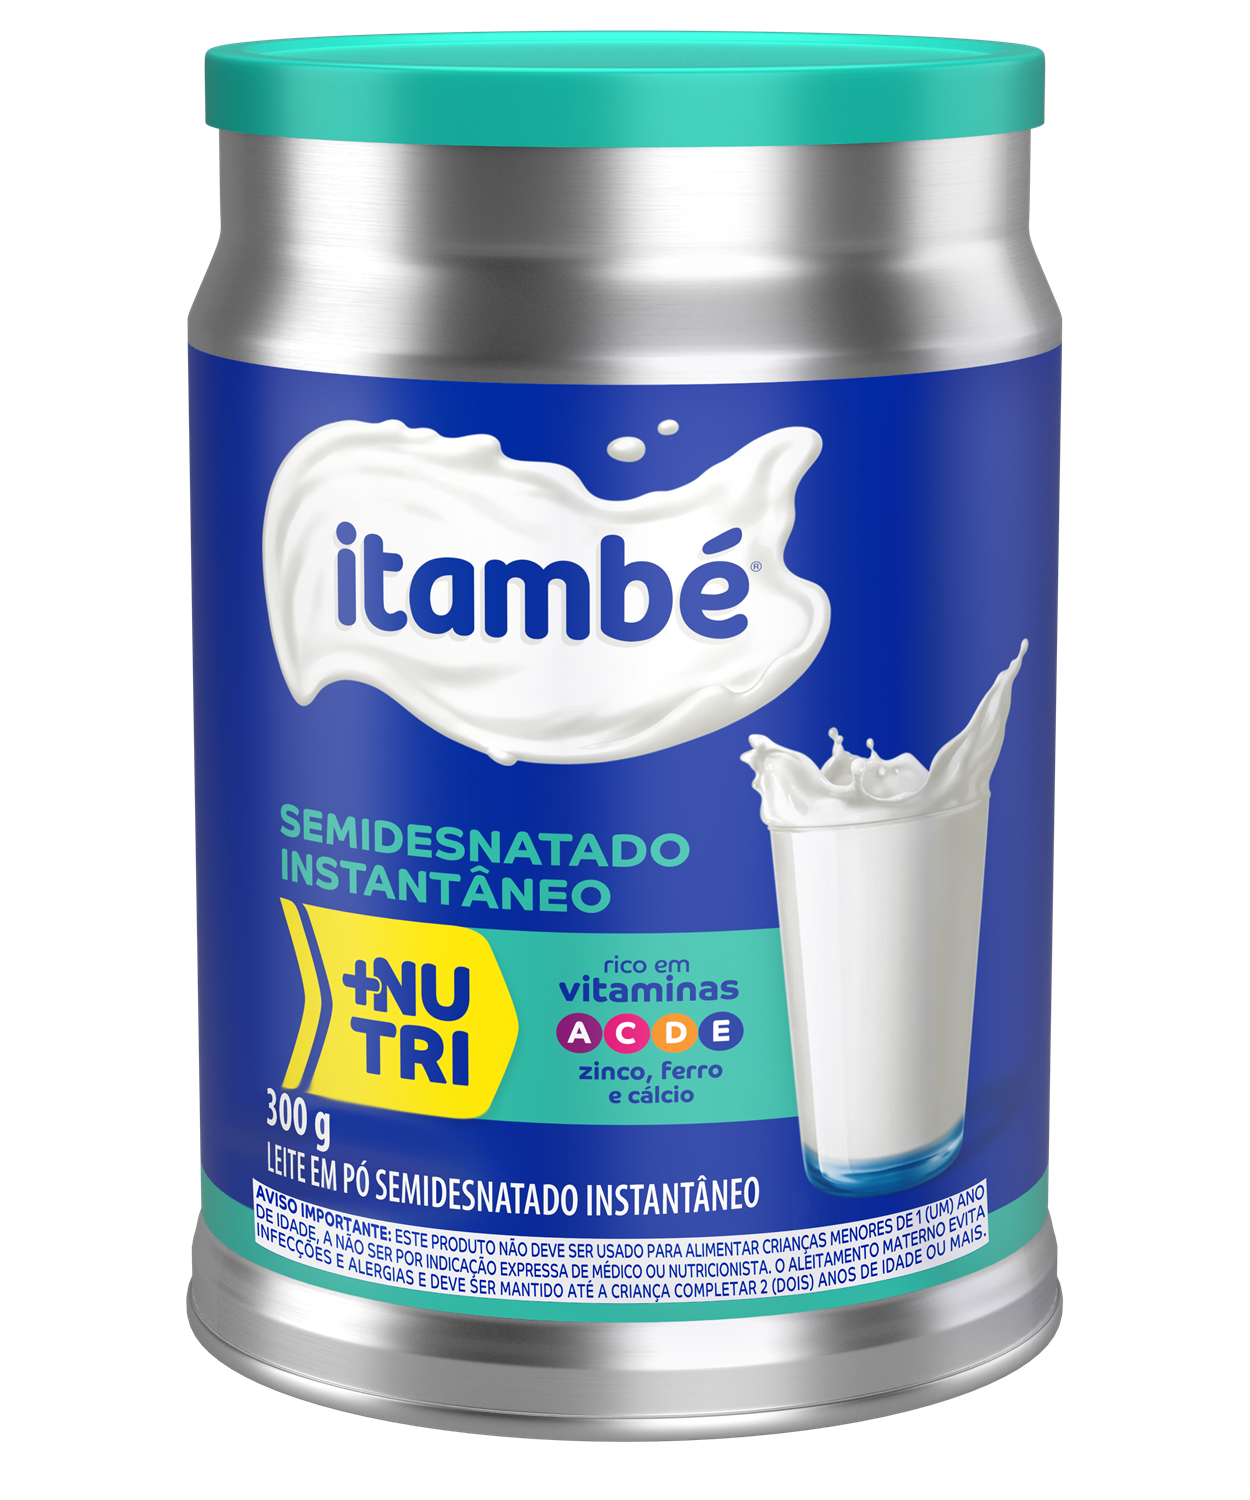 itambé®
SEMIDESNATADO
INSTANTÂNEO
+NU
TRI
rico em
vitaminas
A C D E
zinco, ferro
e cálcio
300 g
LEITE EM PÓ SEMIDESNATADO INSTANTÂNEO
AVISO IMPORTANTE: ESTE PRODUTO NÃO DEVE SER USADO PARA ALIMENTAR CRIANÇAS MENORES DE 1 (UM) ANO
DE IDADE, A NÃO SER POR INDICAÇÃO EXPRESSA DE MÉDICO OU NUTRICIONISTA. O ALEITAMENTO MATERNO EVITA
INFECÇÕES E ALERGIAS E DEVE SER MANTIDO ATÉ A CRIANÇA COMPLETAR 2 (DOIS) ANOS DE IDADE OU MAIS.